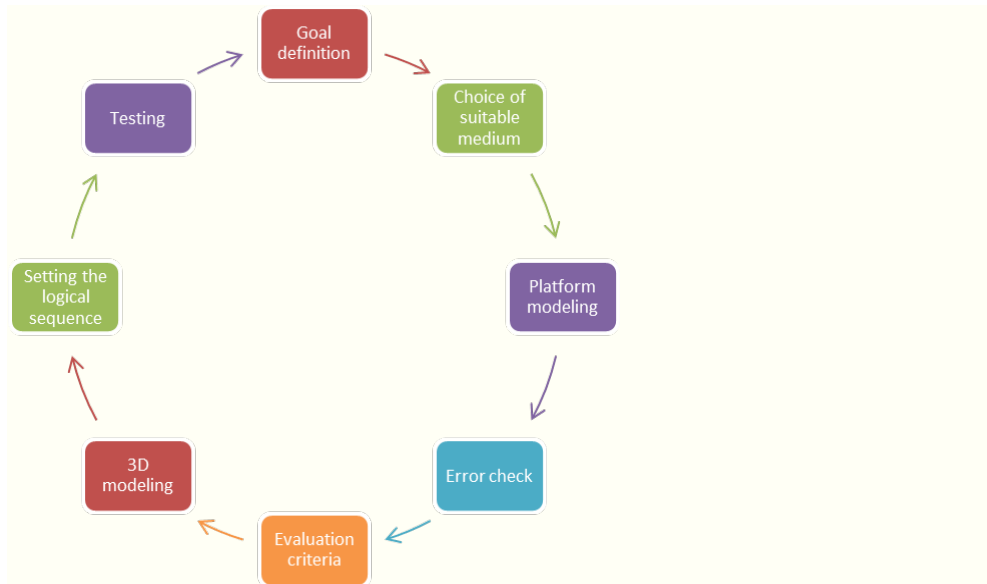 Goal
definition
Choice of
suitable
medium
Platform
modeling
Error check
Evaluation
criteria
3D
modeling
Setting the
logical
sequence
Testing